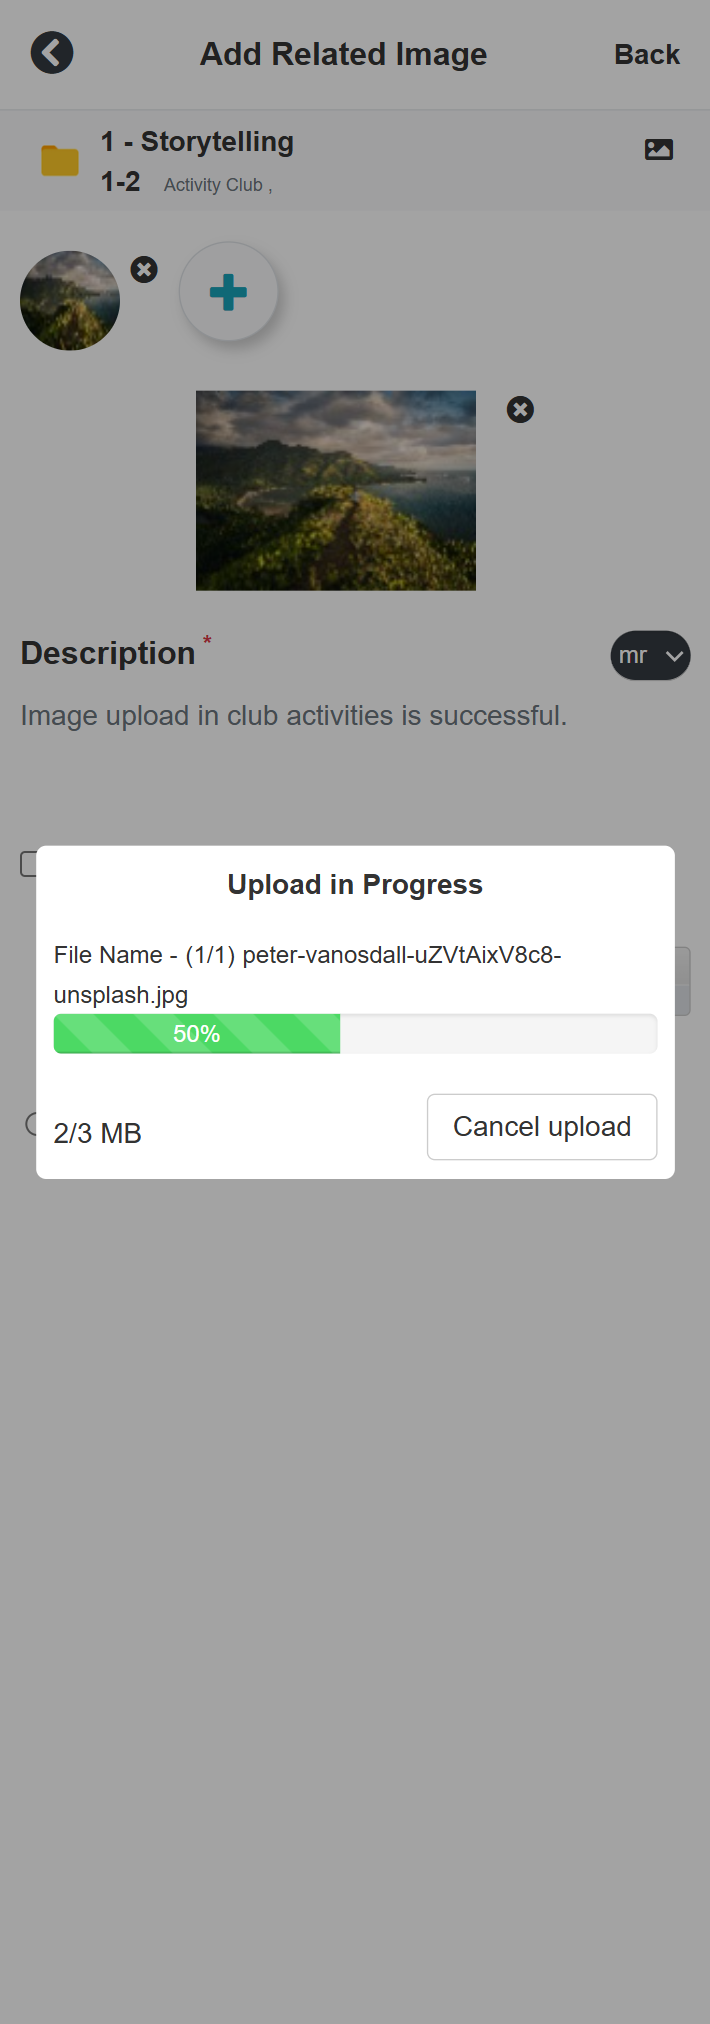 Add Related Image
Back
1 - Storytelling
1-2 Activity Club ,
Description *
mr
Image upload in club activities is successful.
Upload in Progress
File Name - (1/1) peter-vanosdall-uZVtAixV8c8-
unsplash.jpg
50%
2/3 MB
Cancel upload